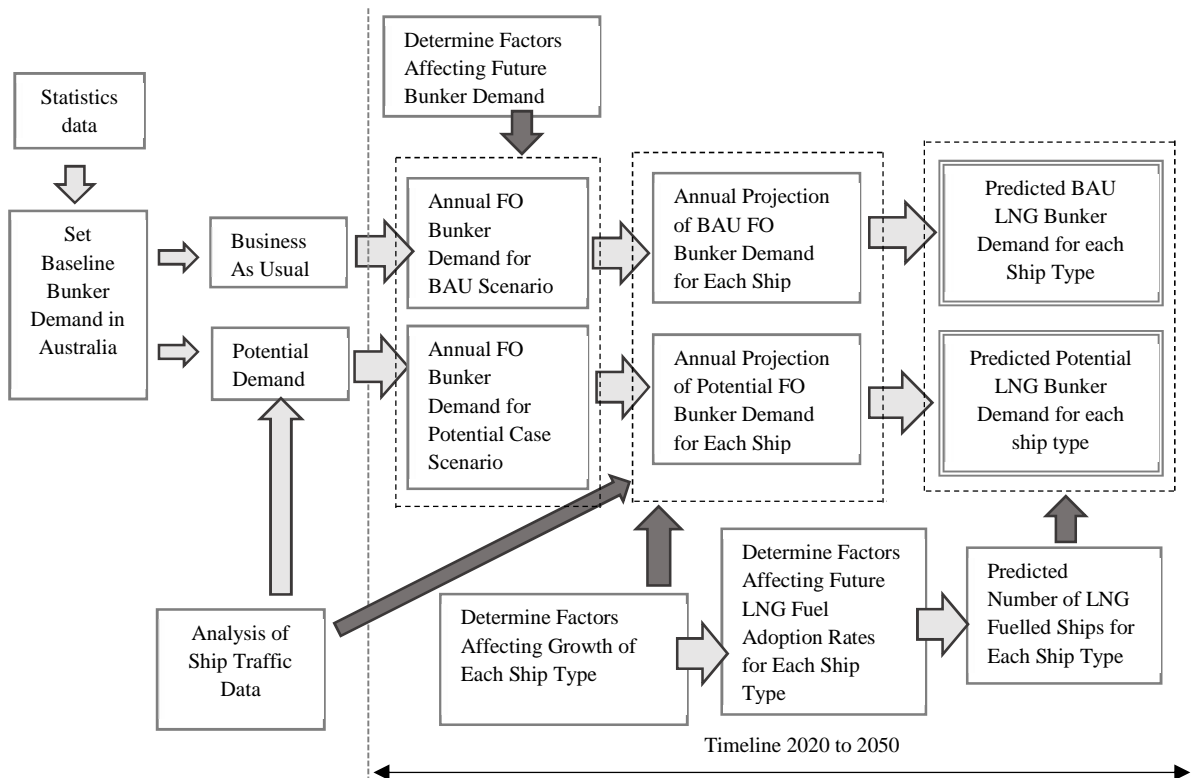 Statistics
data
Set
Baseline
Bunker
Demand in
Australia
Business
As Usual
Potential
Demand
Analysis of
Ship Traffic
Data
Determine Factors
Affecting Future
Bunker Demand
Annual FO
Bunker
Demand for
BAU Scenario
Annual FO
Bunker
Demand for
Potential Case
Scenario
Annual Projection
of BAU FO
Bunker Demand
for Each Ship
Annual Projection
of Potential FO
Bunker Demand
for Each Ship
Predicted BAU
LNG Bunker
Demand for each
Ship Type
Predicted Potential
LNG Bunker
Demand for each
ship type
Determine Factors
Affecting Growth of
Each Ship Type
Determine Factors
Affecting Future
LNG Fuel
Adoption Rates
for Each Ship
Type
Predicted
Number of LNG
Fuelled Ships for
Each Ship Type
Timeline 2020 to 2050